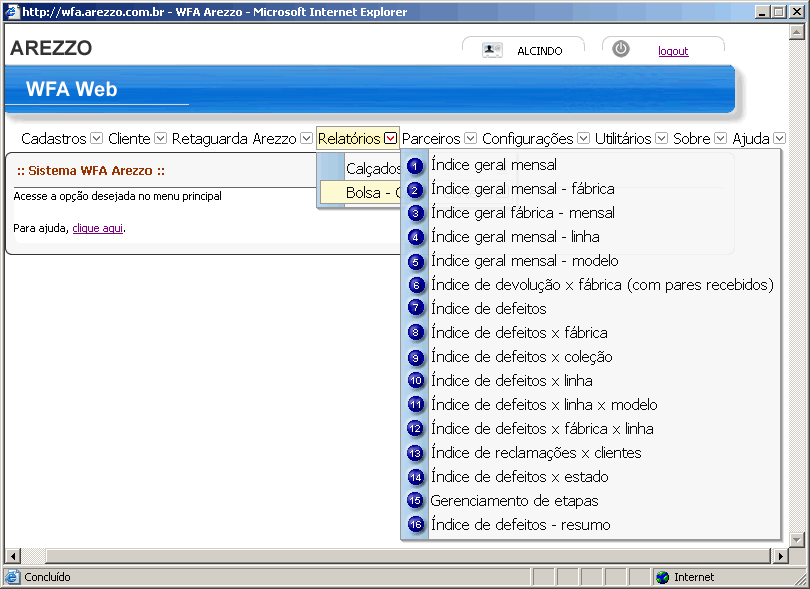 http://wfa.arezzo.com.br - WFA Arezzo - Microsoft Internet Explorer
AREZZO
ALCINDO
logout
WFA Web
Cadastros Cliente Retaguarda Arezzo Relatórios Parceiros Configurações Utilitários Sobre Ajuda
:: Sistema WFA Arezzo ::
Acesse a opção desejada no menu principal
Para ajuda, clique aqui.
Calçados
Bolsa -
1 Índice geral mensal
2 Índice geral mensal - fábrica
3 Índice geral fábrica - mensal
4 Índice geral mensal - linha
5 Índice geral mensal - modelo
6 Índice de devolução x fábrica (com pares recebidos)
7 Índice de defeitos
8 Índice de defeitos x fábrica
9 Índice de defeitos x coleção
10 Índice de defeitos x linha
11 Índice de defeitos x linha x modelo
12 Índice de defeitos x fábrica x linha
13 Índice de reclamações x clientes
14 Índice de defeitos x estado
15 Gerenciamento de etapas
16 Índice de defeitos - resumo
Concluído
Internet